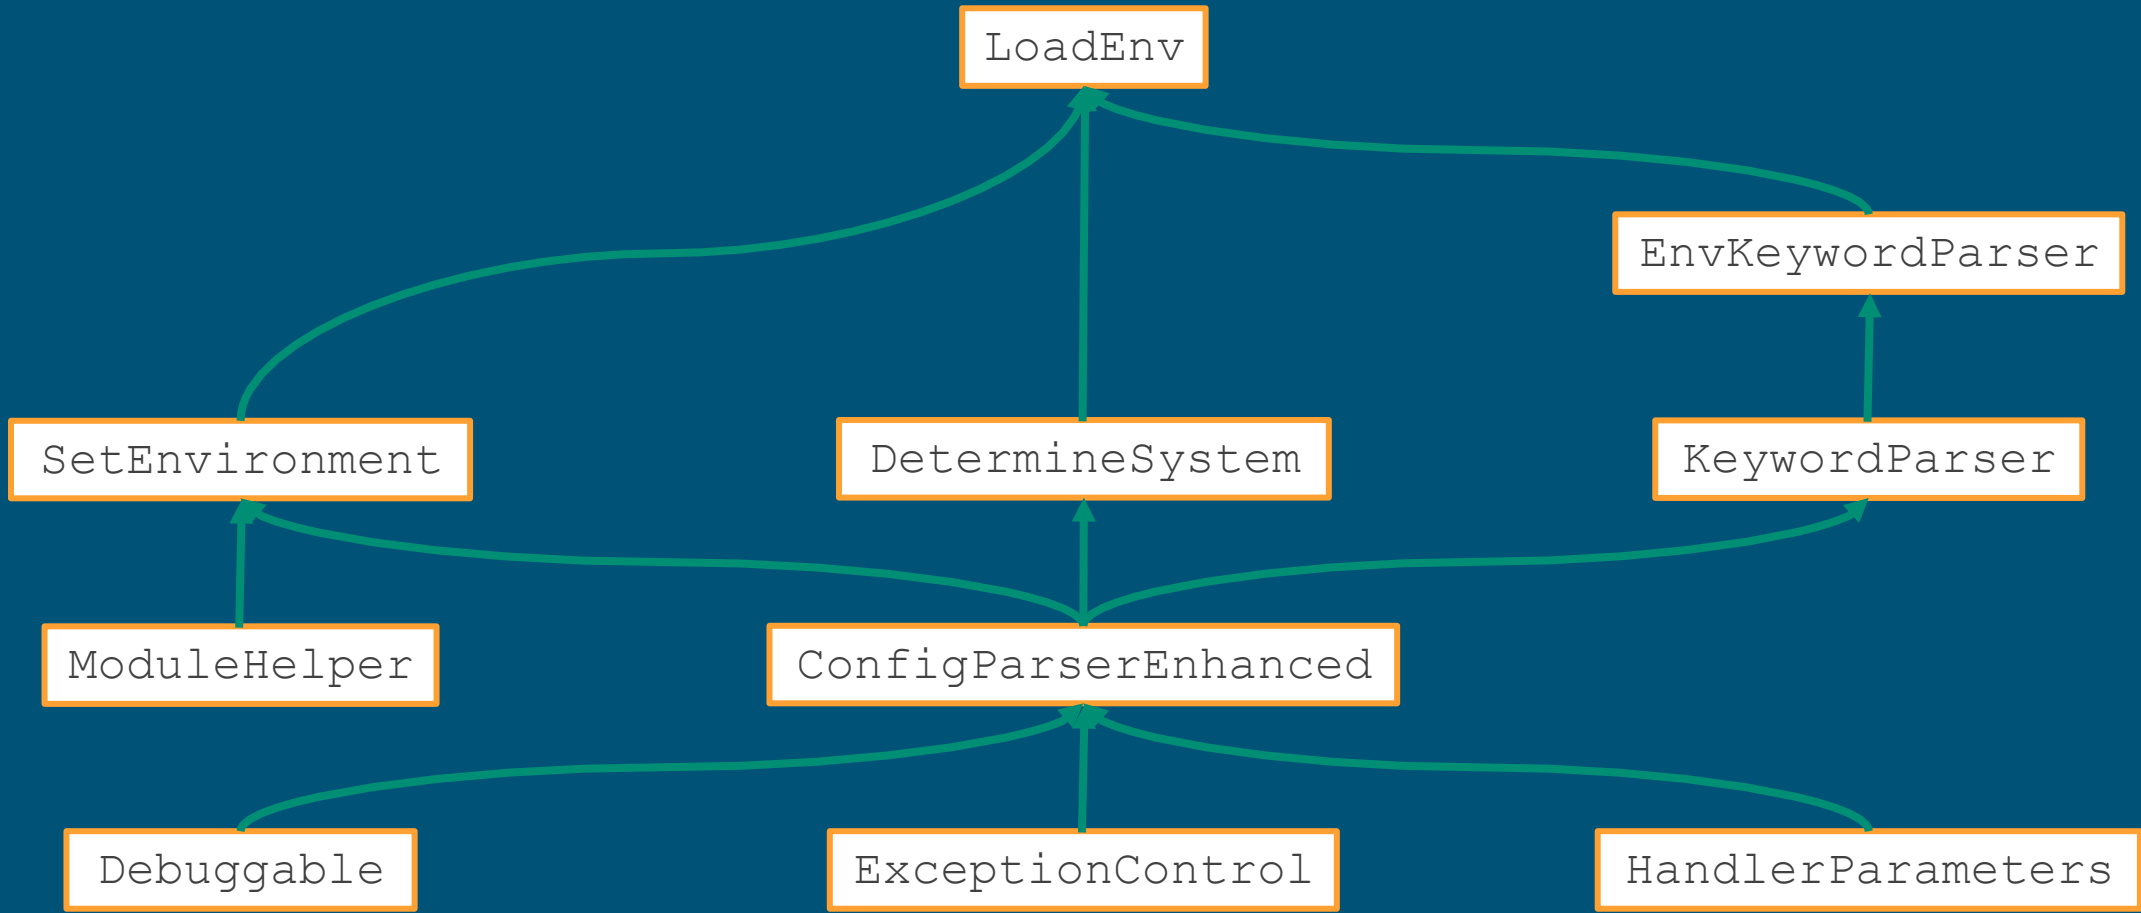 LoadEnv
EnvKeywordParser
SetEnvironment
DetermineSystem
KeywordParser
ModuleHelper
ConfigParserEnhanced
Debuggable
ExceptionControl
HandlerParameters